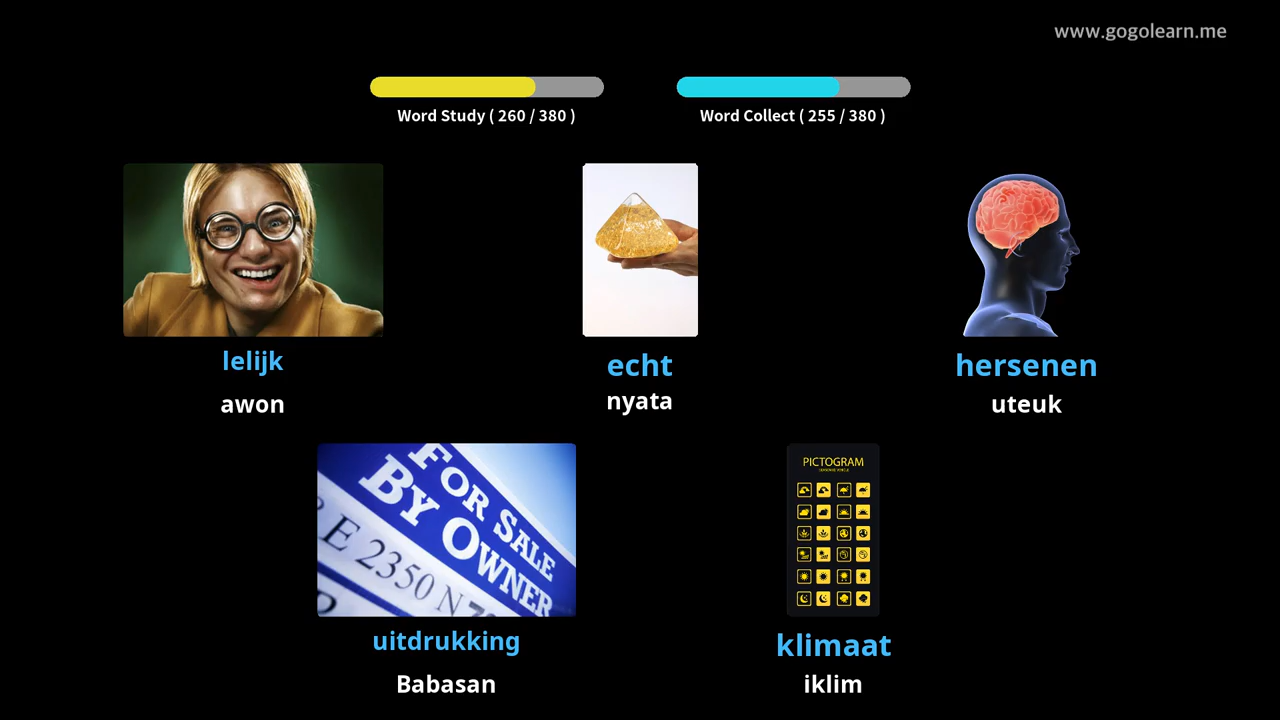 www.gogolearn.me
Word Study ( 260 / 380 )
Word Collect ( 255 / 380 )
lelijk
awon
echt
nyata
hersenen
uteuk
FOR SALE
BY OWNER
E 2350 N
uitdrukking
Babasan
PICTOGRAM
klimaat
iklim